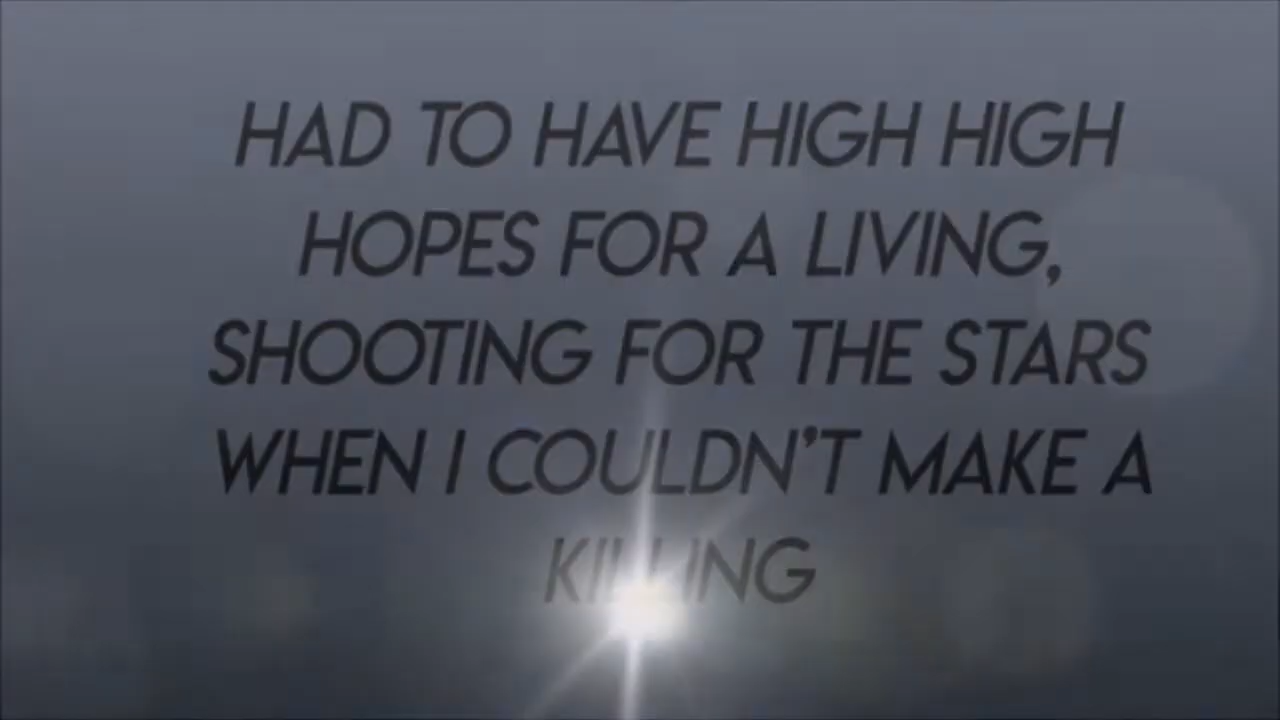 HAD TO HAVE HIGH HIGH
HOPES FOR A LIVING,
SHOOTING FOR THE STARS
WHEN I COULDN'T MAKE A
KILLING